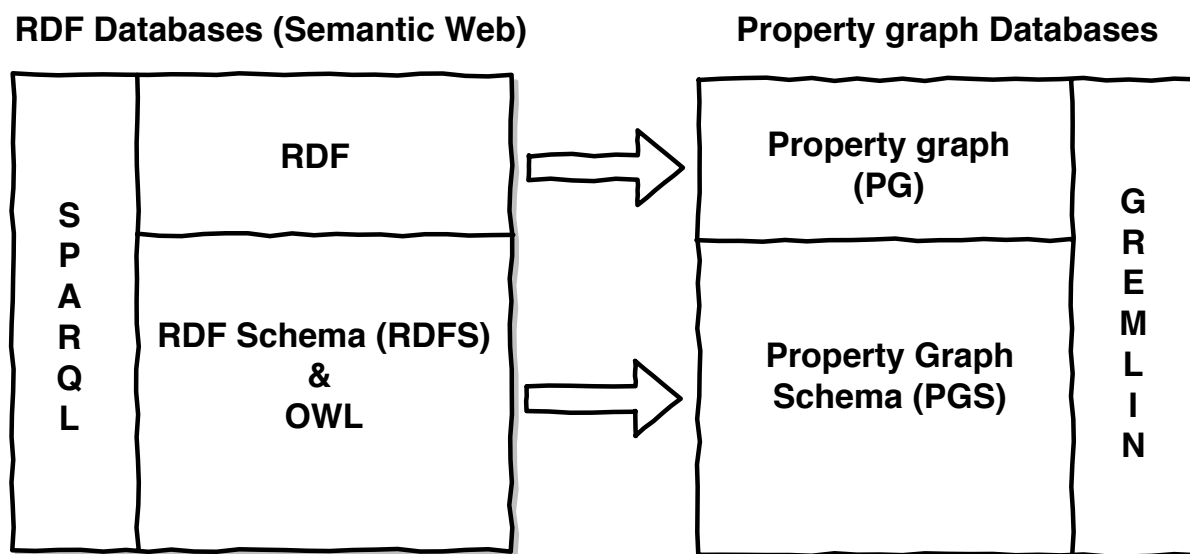 RDF Databases (Semantic Web)
Property graph Databases
S
P
A
R
Q
L
RDF
RDF Schema (RDFS)
&
OWL
Property graph
(PG)
Property Graph
Schema (PGS)
G
R
E
M
L
I
N